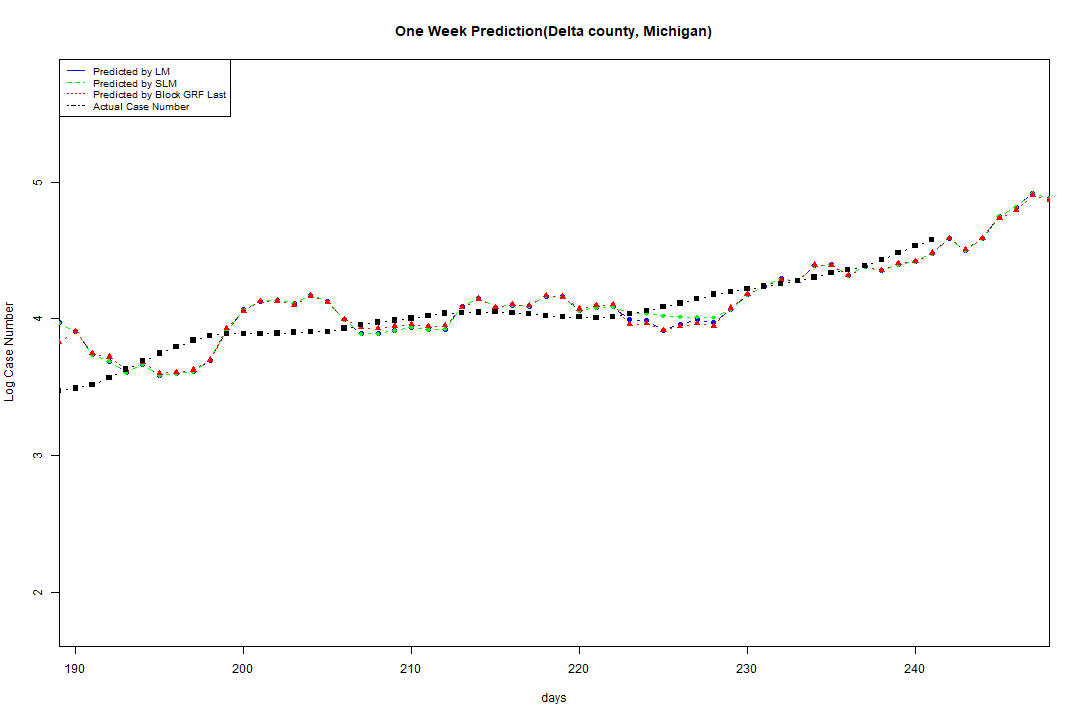 One Week Prediction(Delta county, Michigan)
Predicted by LM
Predicted by SLM
Predicted by Block GRF Last
Actual Case Number
5
4
3
2
Log Case Number
190 200 210 220 230 240
days